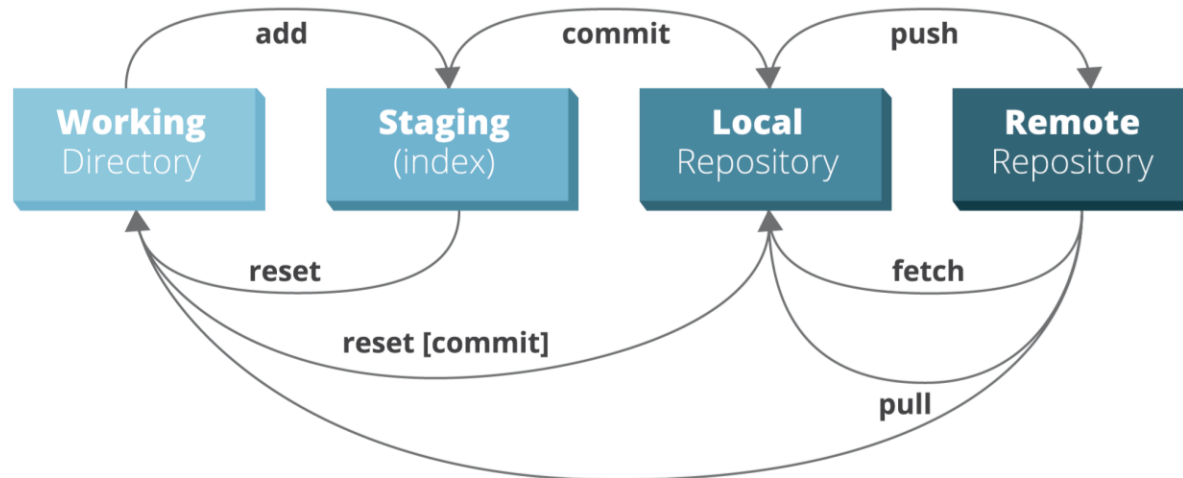 add
commit
push
Working
Directory
Staging
(index)
Local
Repository
Remote
Repository
reset
fetch
reset [commit]
pull